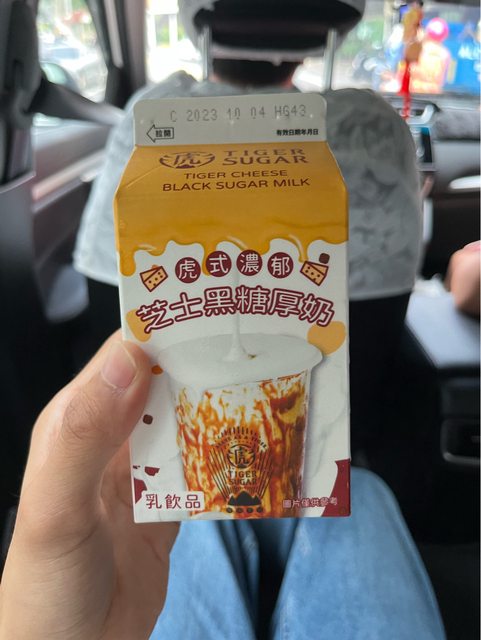 C 2023 10 04 HG43
拉開
有效日期年月日
虎
TIGER
SUGAR
TIGER CHEESE
BLACK SUGAR MILK
虎式濃郁
芝士黑糖厚奶
虎
TIGER
SUGAR
乳飲品
圖片僅供參考